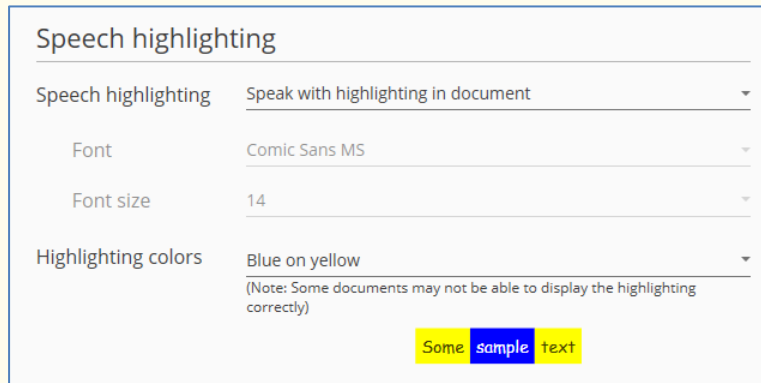 Speech highlighting
Speech highlighting Speak with highlighting in document
Font Comic Sans MS
Font size 14
Highlighting colors Blue on yellow
(Note: Some documents may not be able to display the highlighting
correctly)
Some sample text